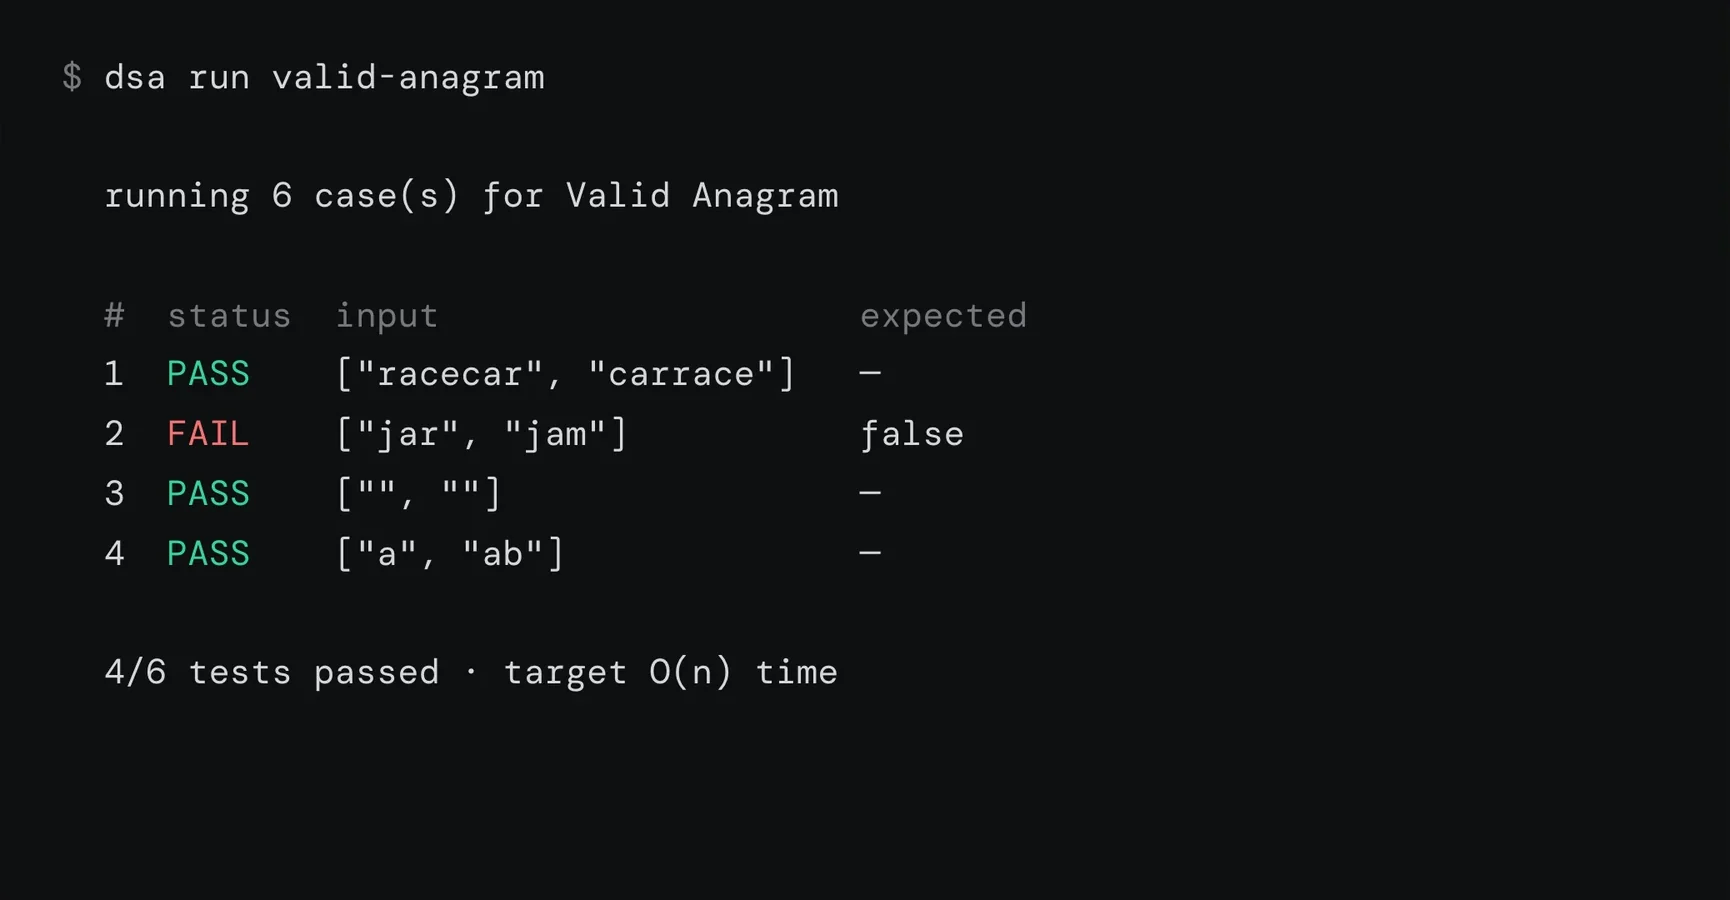 $ dsa run valid-anagram
running 6 case(s) for Valid Anagram
# status input expected
1 PASS ["racecar", "carrace"] —
2 FAIL ["jar", "jam"] false
3 PASS ["", ""] —
4 PASS ["a", "ab"] —
4/6 tests passed · target O(n) time